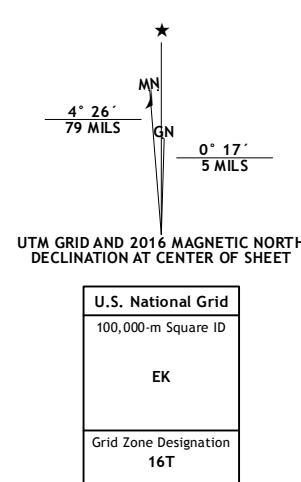 ★
MN
4° 26´
79 MILS
GN
0° 17´
5 MILS
UTM GRID AND 2016 MAGNETIC NORTH
DECLINATION AT CENTER OF SHEET
U.S. National Grid
100,000-m Square ID
EK
Grid Zone Designation
16T